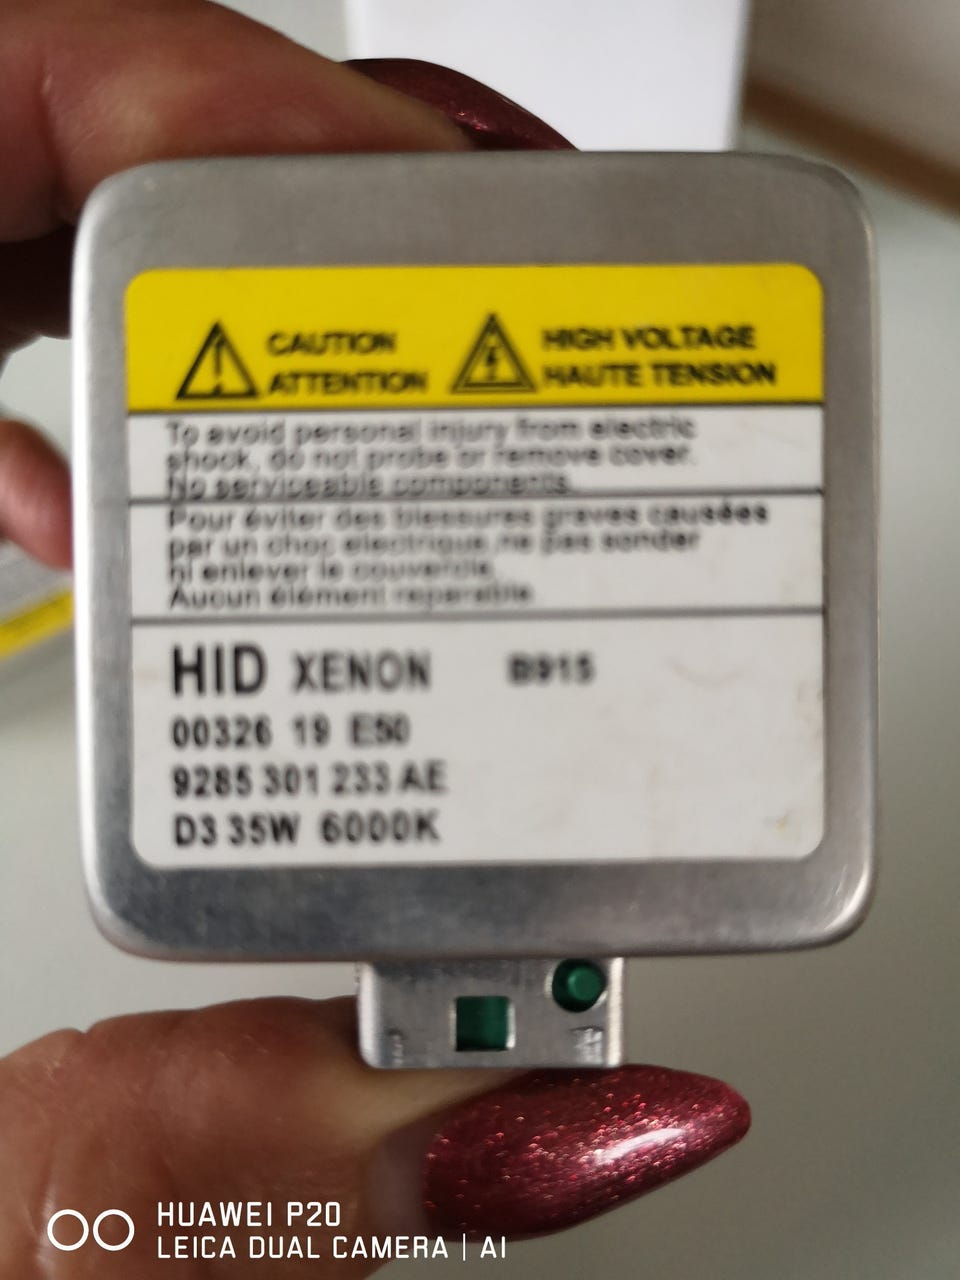 CAUTION
ATTENTION
HIGH VOLTAGE
HAUTE TENSION
To avoid personal injury from electric
shock, do not probe or remove cover.
No serviceable components.
Pour éviter des blessures graves causées
par un choc electrique, ne pas sonder
ni enlever le couvercle.
Aucun élément reparable.
HID XENON B915
00326 19 E50
9285 301 233 AE
D3 35W 6000K
HUAWEI P20
LEICA DUAL CAMERA | AI